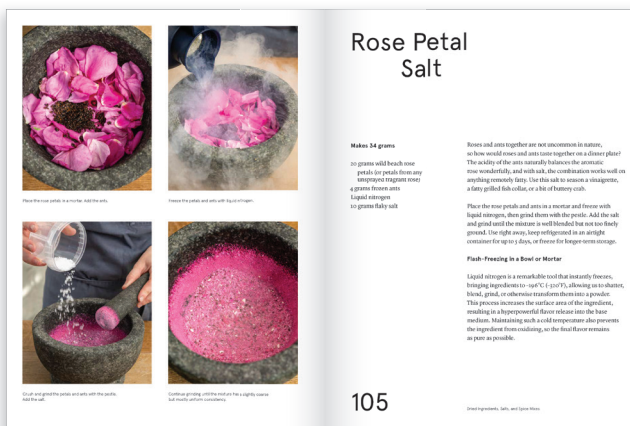 Place the rose petals in a mortar. Add the ants.
Freeze the petals and ants with liquid nitrogen.
Crush and grind the petals and ants with the pestle.
Add the salt.
Continue grinding until the mixture has a slightly coarse
but mostly uniform consistency.
Rose Petal
Salt
Makes 34 grams
20 grams wild beach rose
petals (or petals from any
unsprayed fragrant rose)
4 grams frozen ants
Liquid nitrogen
10 grams flaky salt
Roses and ants together are not uncommon in nature,
so how would roses and ants taste together on a dinner plate?
The acidity of the ants naturally balances the aromatic
rose wonderfully, and with salt, the combination works well on
anything remotely fatty. Use this salt to season a vinaigrette,
a fatty grilled fish collar, or a bit of buttery crab.
Place the rose petals and ants in a mortar and freeze with
liquid nitrogen, then grind them with the pestle. Add the salt
and grind until the mixture is well blended but not too finely
ground. Use right away, keep refrigerated in an airtight
container for up to 5 days, or freeze for longer-term storage.
Flash-Freezing in a Bowl or Mortar
Liquid nitrogen is a remarkable tool that instantly freezes,
bringing ingredients to -196°C (-320°F), allowing us to shatter,
blend, grind, or otherwise transform them into a powder.
This process increases the surface area of the ingredient,
resulting in a hyperpowerful flavor release into the base
medium. Maintaining such a cold temperature also prevents
the ingredient from oxidizing, so the final flavor remains
as pure as possible.
105
Dried Ingredients, Salts, and Spice Mixes